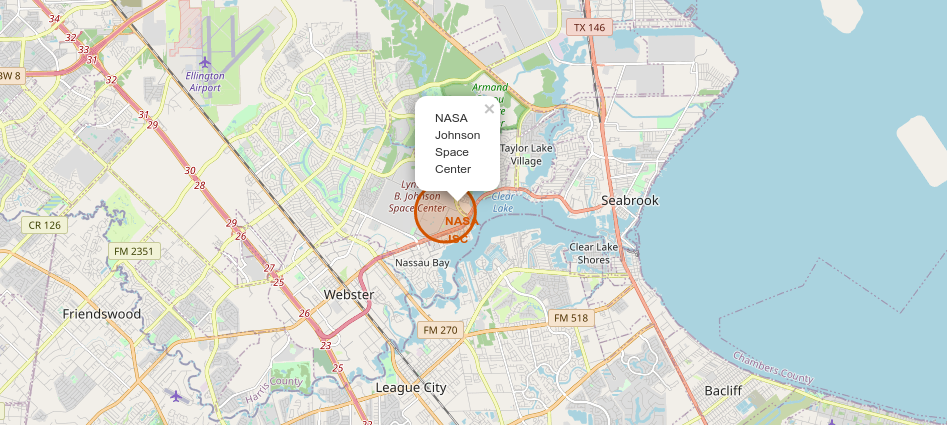 34
TX 146
32
33
31
32
BW 8
Ellington
Airport
Armand
×
NASA
Johnson
Space
Center
31
29
Taylor Lake
Village
30
28
B. Johnson
Space Center
Clear
Lake
Seabrook
NASA
JSC
CR 126
29
26
FM 2351
Clear Lake
Shores
Nassau Bay
27
25
Webster
Friendswood
26
FM 518
FM 270
23
25
Chambers County
Harris County
League City
Bacliff